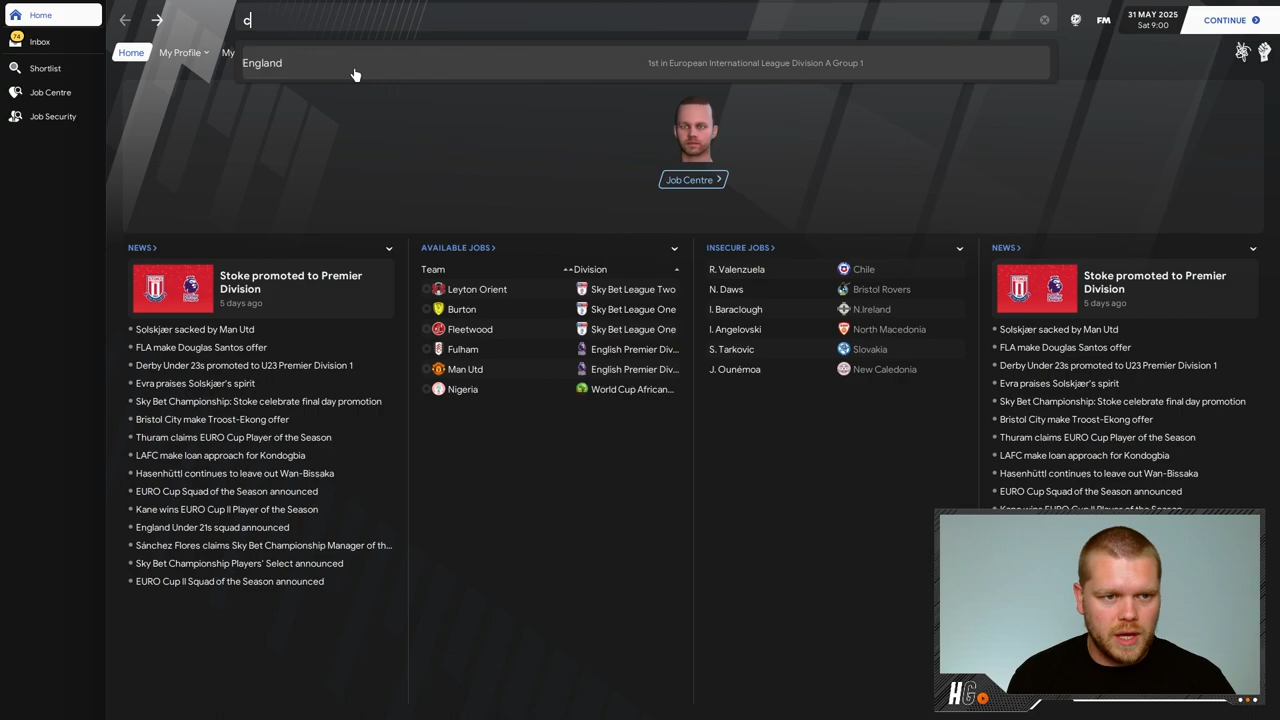 Home
c
31 MAY 2025
Sat 9:00
FM
CONTINUE
74
Inbox
Home
My Profile
My
England
1st in European International League Division A Group 1
Shortlist
Job Centre
Job Security
Job Centre
NEWS
Stoke promoted to Premier
Division
5 days ago
Solskjær sacked by Man Utd
FLA make Douglas Santos offer
Derby Under 23s promoted to U23 Premier Division 1
Evra praises Solskjær's spirit
Sky Bet Championship: Stoke celebrate final day promotion
Bristol City make Troost-Ekong offer
Thuram claims EURO Cup Player of the Season
LAFC make loan approach for Kondogbia
Hasenhüttl continues to leave out Wan-Bissaka
EURO Cup Squad of the Season announced
Kane wins EURO Cup II Player of the Season
England Under 21s squad announced
Sánchez Flores claims Sky Bet Championship Manager of th...
Sky Bet Championship Players' Select announced
EURO Cup II Squad of the Season announced
AVAILABLE JOBS
Team Division
Leyton Orient Sky Bet League Two
Burton Sky Bet League One
Fleetwood Sky Bet League One
Fulham English Premier Div...
Man Utd English Premier Div...
Nigeria World Cup African...
INSECURE JOBS
R. Valenzuela Chile
N. Daws Bristol Rovers
I. Baraclough N.Ireland
I. Angelovski North Macedonia
S. Tarkovic Slovakia
J. Ounémoa New Caledonia
NEWS
Stoke promoted to Premier
Division
5 days ago
Solskjær sacked by Man Utd
FLA make Douglas Santos offer
Derby Under 23s promoted to U23 Premier Division 1
Evra praises Solskjær's spirit
Sky Bet Championship: Stoke celebrate final day promotion
Bristol City make Troost-Ekong offer
Thuram claims EURO Cup Player of the Season
LAFC make loan approach for Kondogbia
Hasenhüttl continues to leave out Wan-Bissaka
EURO Cup Squad of the Season announced
Kane wins EURO Cup II Player of the Season
HG